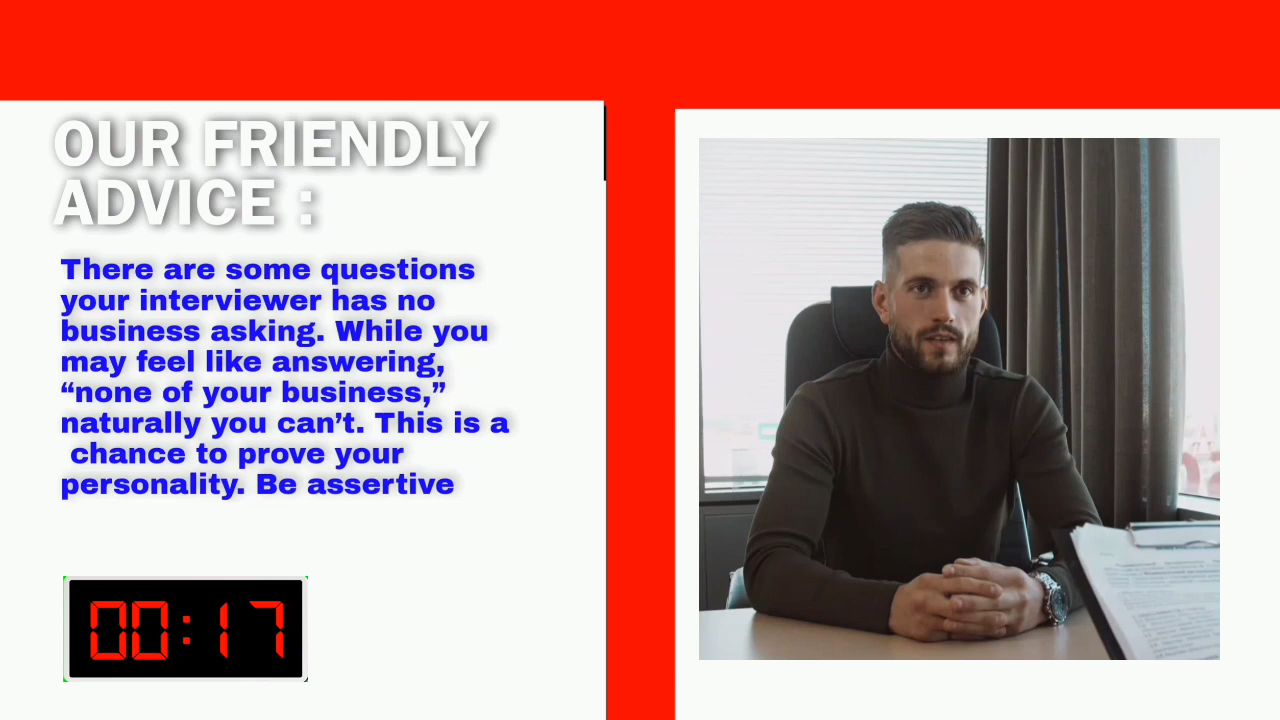 OUR FRIENDLY
ADVICE :
There are some questions
your interviewer has no
business asking. While you
may feel like answering,
“none of your business,”
naturally you can’t. This is a
chance to prove your
personality. Be assertive
00:17